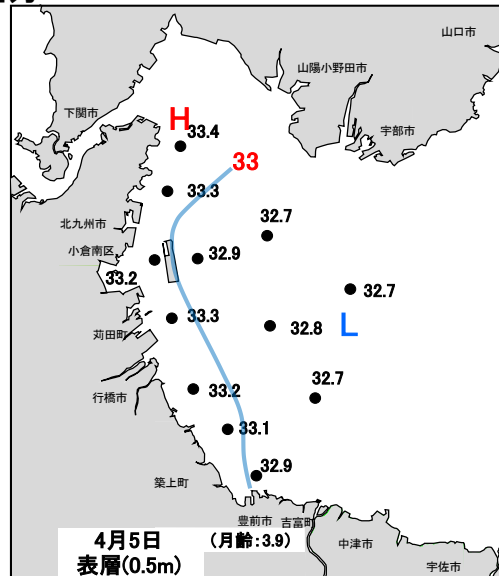 山口市
山陽小野田市
下関市
宇部市
H
33.4
33
33.3
北九州市
32.7
小倉南区
32.9
33.2
32.7
33.3
32.8
L
苅田町
行橋市
33.2
32.7
33.1
築上町
32.9
豊前市
吉富町
4月5日 (月齢:3.9)
中津市
表層(0.5m)
宇佐市